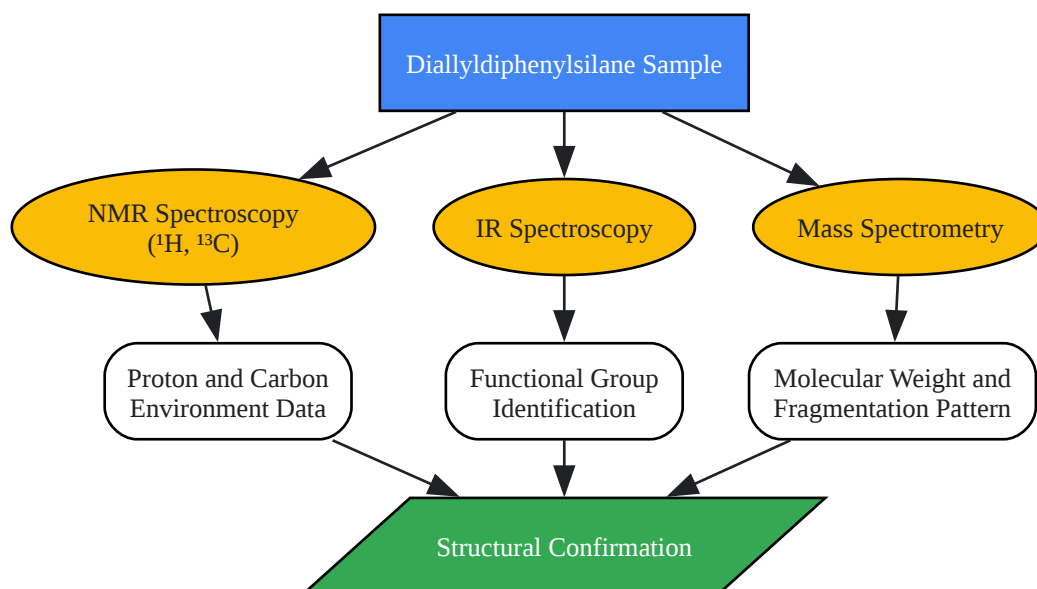 Diallyldiphenylsilane Sample
NMR Spectroscopy
(¹H, ¹³C)
IR Spectroscopy
Mass Spectrometry
Proton and Carbon
Environment Data
Functional Group
Identification
Molecular Weight and
Fragmentation Pattern
Structural Confirmation